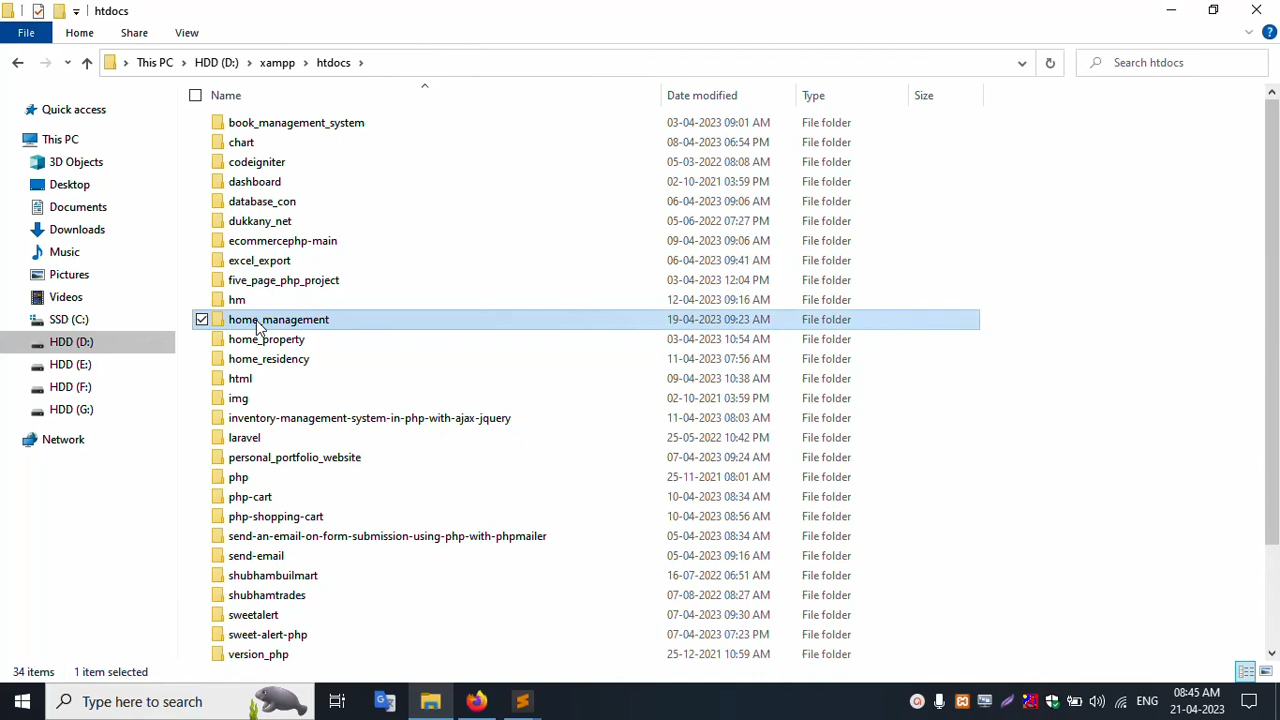 htdocs
File Home Share View
This PC HDD (D:) xampp htdocs Search htdocs
Name Date modified Type Size
Quick access
This PC
3D Objects
Desktop
Documents
Downloads
Music
Pictures
Videos
SSD (C:)
HDD (D:)
HDD (E:)
HDD (F:)
HDD (G:)
Network
book_management_system 03-04-2023 09:01 AM File folder
chart 08-04-2023 06:54 PM File folder
codeigniter 05-03-2022 08:08 AM File folder
dashboard 02-10-2021 03:59 PM File folder
database_con 06-04-2023 09:06 AM File folder
dukkany_net 05-06-2022 07:27 PM File folder
ecommercephp-main 09-04-2023 09:06 AM File folder
excel_export 06-04-2023 09:41 AM File folder
five_page_php_project 03-04-2023 12:04 PM File folder
hm 12-04-2023 09:16 AM File folder
home_management 19-04-2023 09:23 AM File folder
home_property 03-04-2023 10:54 AM File folder
home_residency 11-04-2023 07:56 AM File folder
html 09-04-2023 10:38 AM File folder
img 02-10-2021 03:59 PM File folder
inventory-management-system-in-php-with-ajax-jquery 11-04-2023 08:03 AM File folder
laravel 25-05-2022 10:42 PM File folder
personal_portfolio_website 07-04-2023 09:24 AM File folder
php 25-11-2021 08:01 AM File folder
php-cart 10-04-2023 08:34 AM File folder
php-shopping-cart 10-04-2023 08:56 AM File folder
send-an-email-on-form-submission-using-php-with-phpmailer 05-04-2023 08:34 AM File folder
send-email 05-04-2023 09:16 AM File folder
shubhambuilmart 16-07-2022 06:51 AM File folder
shubhamtrades 07-08-2022 08:27 AM File folder
sweetalert 07-04-2023 09:30 AM File folder
sweet-alert-php 07-04-2023 07:23 PM File folder
version_php 25-12-2021 10:59 AM File folder
34 items 1 item selected
Type here to search ENG 08:45 AM
21-04-2023